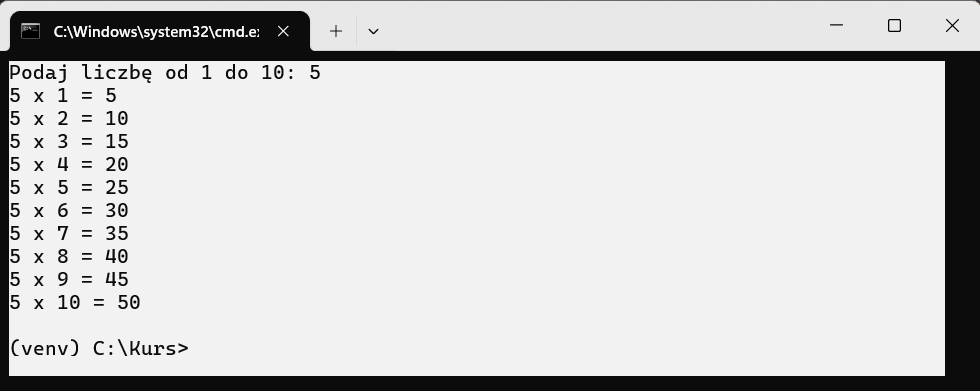 C:\Windows\system32\cmd.e
Podaj liczbę od 1 do 10: 5
5 x 1 = 5
5 x 2 = 10
5 x 3 = 15
5 x 4 = 20
5 x 5 = 25
5 x 6 = 30
5 x 7 = 35
5 x 8 = 40
5 x 9 = 45
5 x 10 = 50
(venv) C:\Kurs>